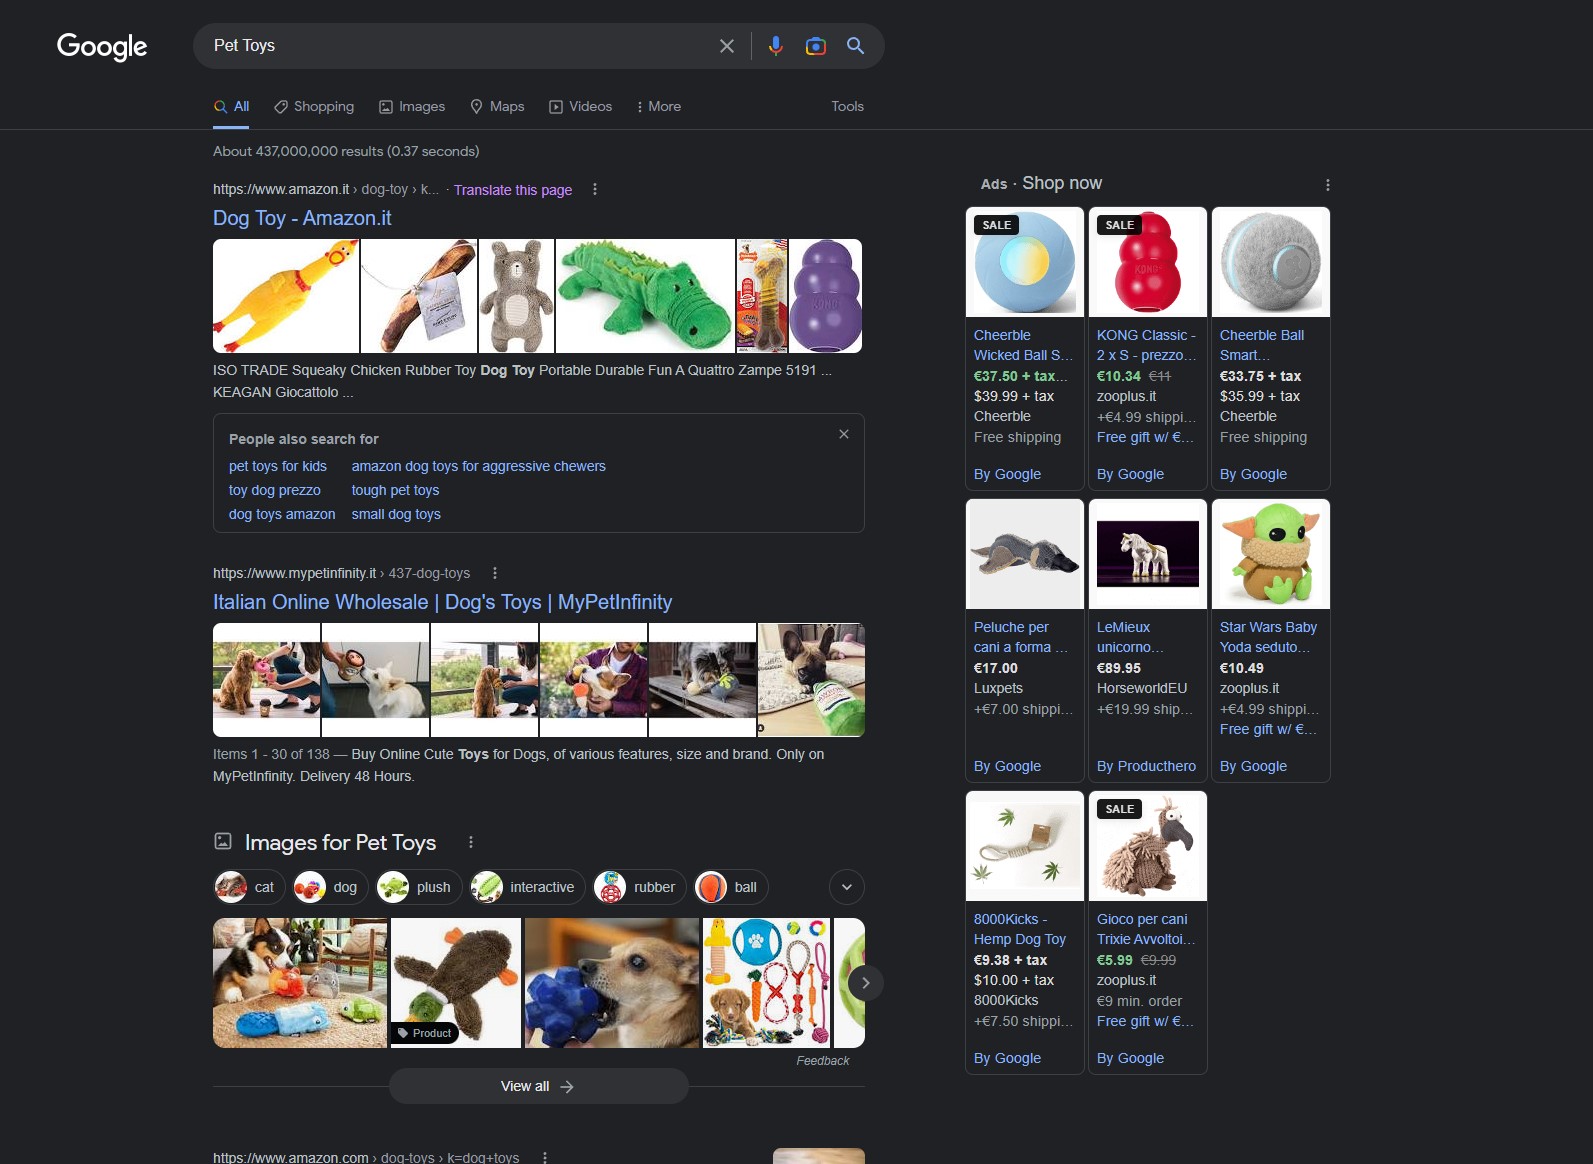 Google
Pet Toys
All
Shopping
Images
Maps
Videos
More
Tools
About 437,000,000 results (0.37 seconds)
https://www.amazon.it › dog-toy › k... · Translate this page
Dog Toy - Amazon.it
KONG
ISO TRADE Squeaky Chicken Rubber Toy Dog Toy Portable Durable Fun A Quattro Zampe 5191 ...
KEAGAN Giocattolo ...
People also search for
pet toys for kids
amazon dog toys for aggressive chewers
toy dog prezzo
tough pet toys
dog toys amazon
small dog toys
https://www.mypetinfinity.it › 437-dog-toys
Italian Online Wholesale | Dog's Toys | MyPetInfinity
Items 1 - 30 of 138 — Buy Online Cute Toys for Dogs, of various features, size and brand. Only on
MyPetInfinity. Delivery 48 Hours.
Images for Pet Toys
cat
dog
plush
interactive
rubber
ball
Product
Feedback
View all
https://www.amazon.com › dog-toys › k=dog+toys
Ads · Shop now
Cheerble
Wicked Ball S...
€37.50 + tax...
$39.99 + tax
Cheerble
Free shipping
By Google
SALE
SALE
KONG
KONG Classic -
2 x S - prezzo...
€10.34 €11
zooplus.it
+€4.99 shippi...
Free gift w/ €...
By Google
Cheerble Ball
Smart...
€33.75 + tax
$35.99 + tax
Cheerble
Free shipping
By Google
Peluche per
cani a forma ...
€17.00
Luxpets
+€7.00 shippi...
By Google
LeMieux
unicorno...
€89.95
HorseworldEU
+€19.99 ship...
By Producthero
Star Wars Baby
Yoda seduto...
€10.49
zooplus.it
+€4.99 shippi...
Free gift w/ €...
By Google
8000Kicks -
Hemp Dog Toy
€9.38 + tax
$10.00 + tax
8000Kicks
+€7.50 shippi...
By Google
SALE
Gioco per cani
Trixie Avvoltoi...
€5.99 €9.99
zooplus.it
€9 min. order
Free gift w/ €...
By Google